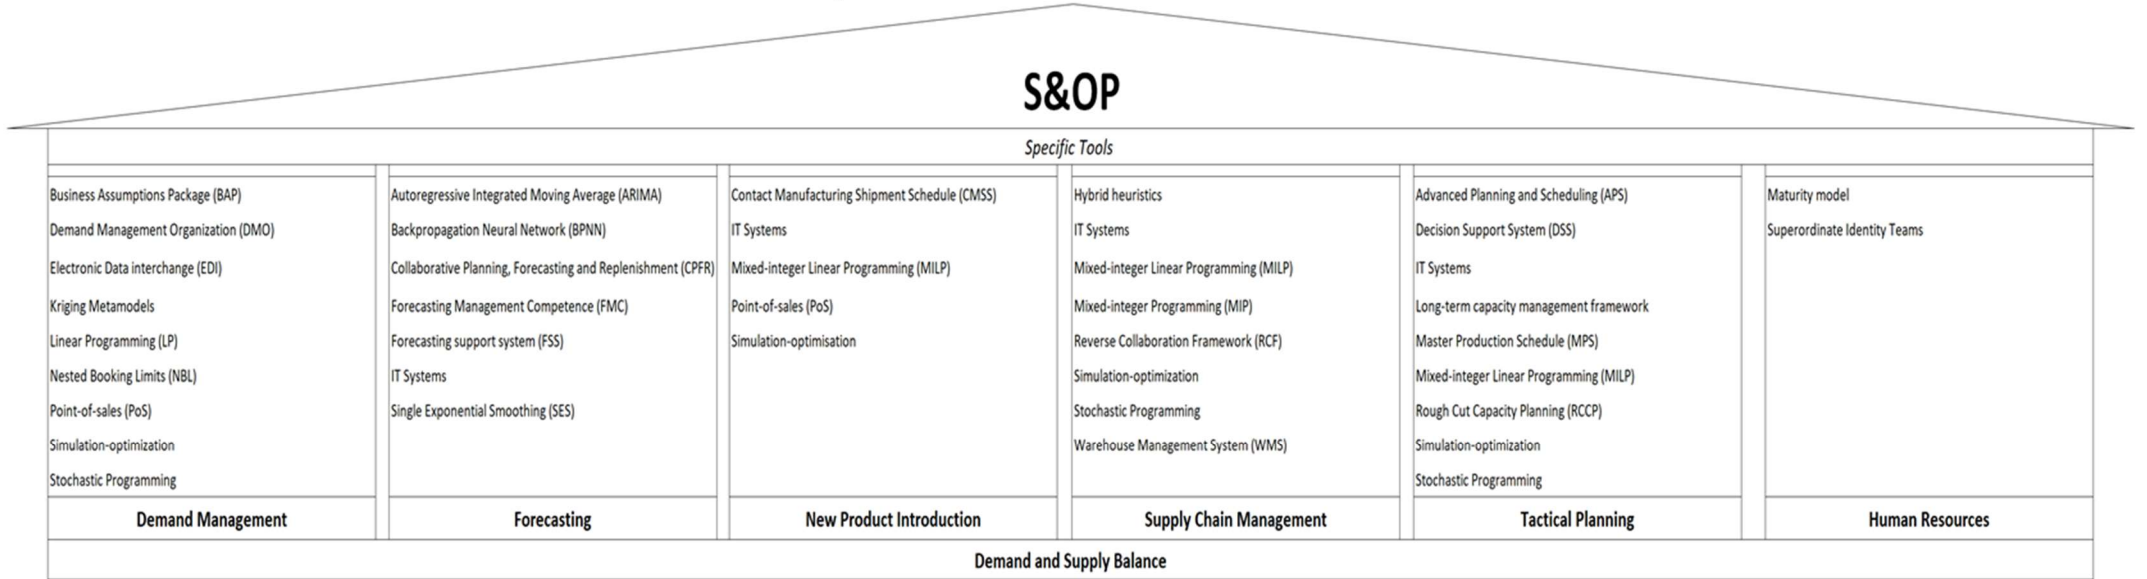 S&OP
Specific Tools
Business Assumptions Package (BAP)
Demand Management Organization (DMO)
Electronic Data interchange (EDI)
Kriging Metamodels
Linear Programming (LP)
Nested Booking Limits (NBL)
Point-of-sales (PoS)
Simulation-optimization
Stochastic Programming
Demand Management
Autoregressive Integrated Moving Average (ARIMA)
Backpropagation Neural Network (BPNN)
Collaborative Planning, Forecasting and Replenishment (CPFR)
Forecasting Management Competence (FMC)
Forecasting support system (FSS)
IT Systems
Single Exponential Smoothing (SES)
Forecasting
Contact Manufacturing Shipment Schedule (CMSS)
IT Systems
Mixed-integer Linear Programming (MILP)
Point-of-sales (PoS)
Simulation-optimisation
New Product Introduction
Hybrid heuristics
IT Systems
Mixed-integer Linear Programming (MILP)
Mixed-integer Programming (MIP)
Reverse Collaboration Framework (RCF)
Simulation-optimization
Stochastic Programming
Warehouse Management System (WMS)
Supply Chain Management
Advanced Planning and Scheduling (APS)
Decision Support System (DSS)
IT Systems
Long-term capacity management framework
Master Production Schedule (MPS)
Mixed-integer Linear Programming (MILP)
Rough Cut Capacity Planning (RCCP)
Simulation-optimization
Stochastic Programming
Tactical Planning
Maturity model
Superordinate Identity Teams
Human Resources
Demand and Supply Balance